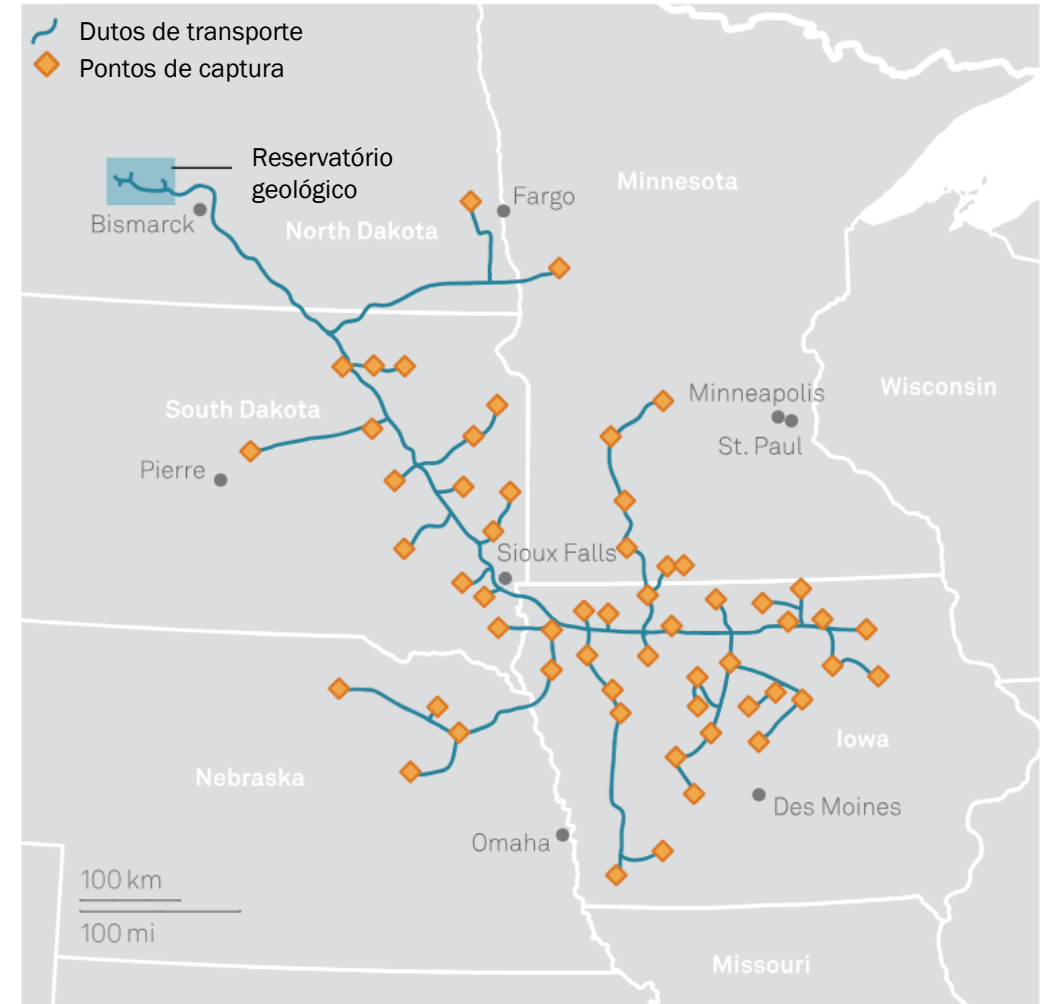 Dutos de transporte
Pontos de captura
Reservatório
geológico
Bismarck
North Dakota
Fargo
Minnesota
South Dakota
Pierre
Minneapolis
St. Paul
Wisconsin
Sioux Falls
Nebraska
Iowa
Des Moines
Omaha
100 km
100 mi
Missouri